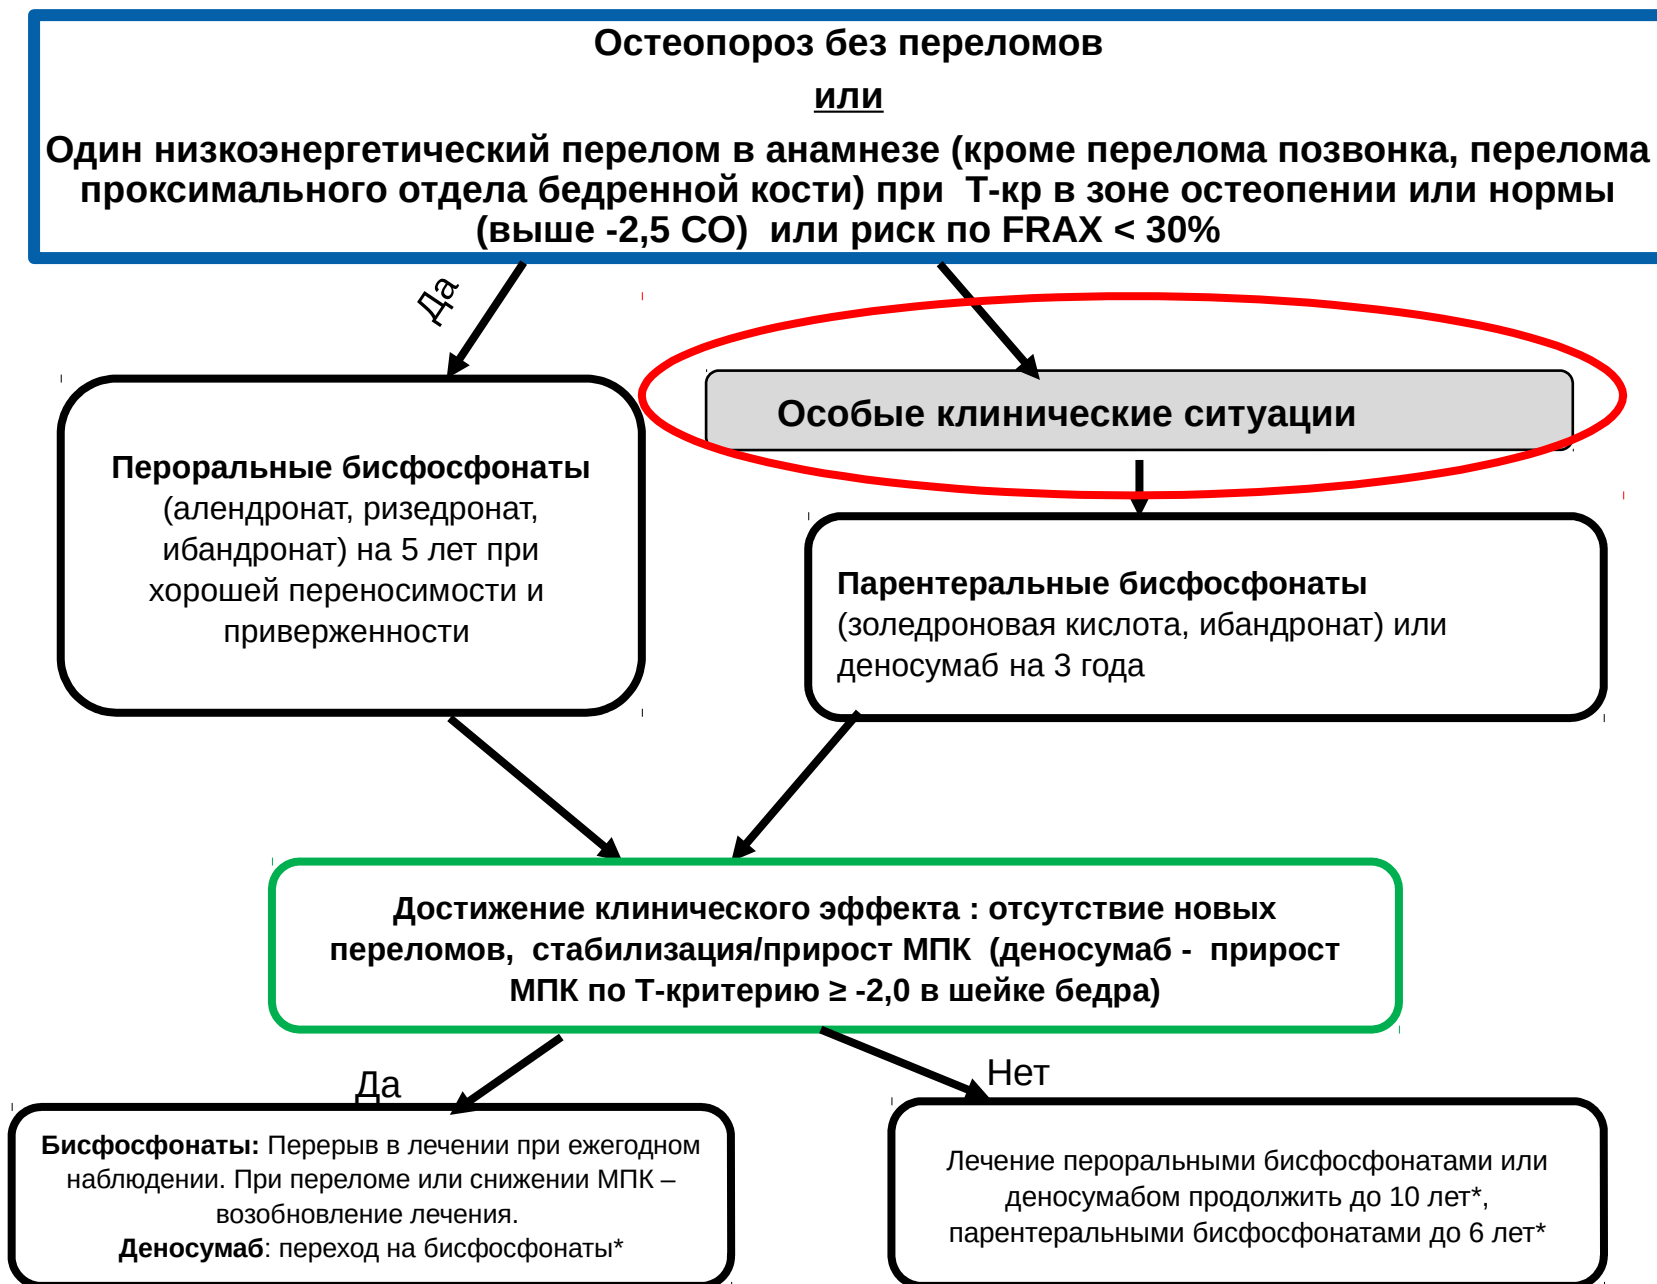 Остеопороз без переломов
или
Один низкоэнергетический перелом в анамнезе (кроме перелома позвонка, перелома
проксимального отдела бедренной кости) при Т-кр в зоне остеопении или нормы
(выше -2,5 СО) или риск по FRAX < 30%
Да
Особые клинические ситуации
Пероральные бисфосфонаты
(алендронат, ризедронат,
ибандронат) на 5 лет при
хорошей переносимости и
приверженности
Парентеральные бисфосфонаты
(золедроновая кислота, ибандронат) или
деносумаб на 3 года
Достижение клинического эффекта : отсутствие новых
переломов, стабилизация/прирост МПК (деносумаб - прирост
МПК по Т-критерию ≥ -2,0 в шейке бедра)
Да
Нет
Бисфосфонаты: Перерыв в лечении при ежегодном
наблюдении. При переломе или снижении МПК –
возобновление лечения.
Деносумаб: переход на бисфосфонаты*
Лечение пероральными бисфосфонатами или
деносумабом продолжить до 10 лет*,
парентеральными бисфосфонатами до 6 лет*